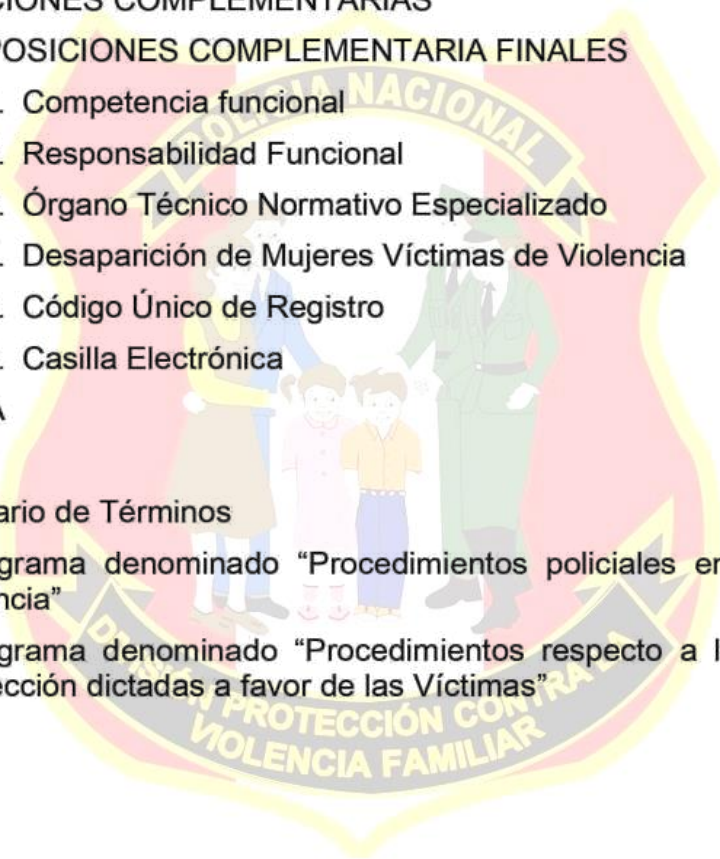 CIONES COMPLEMENTARIAS
POSICIONES COMPLEMENTARIA FINALES
. Competencia funcional
. Responsabilidad Funcional
. Órgano Técnico Normativo Especializado
. Desaparición de Mujeres Víctimas de Violencia
. Código Único de Registro
. Casilla Electrónica
A
ario de Términos
grama denominado “Procedimientos policiales en
ncia”
grama denominado “Procedimientos respecto a l
ección dictadas a favor de las Víctimas”
POLICIA NACIONAL
DIVISIÓN PROTECCIÓN CONTRA LA
VIOLENCIA FAMILIAR